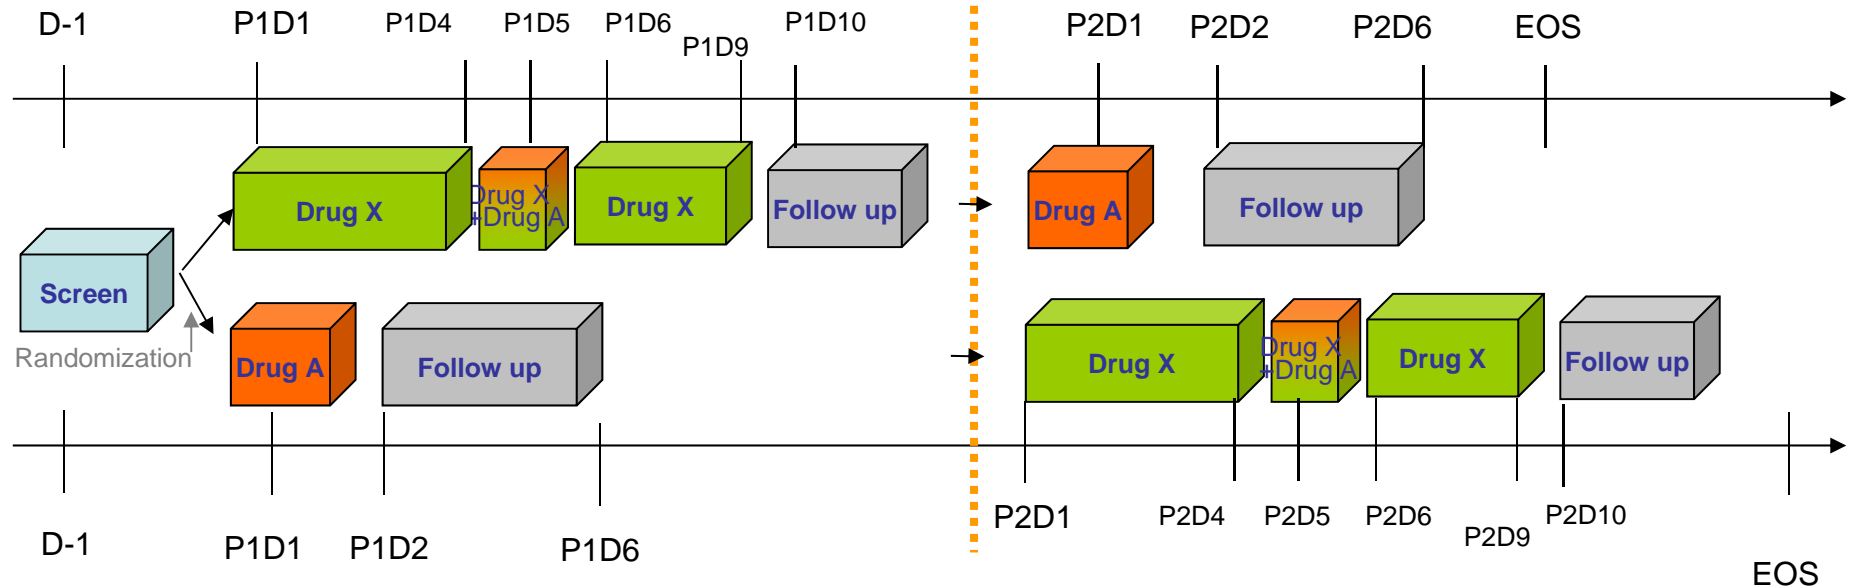 D-1
P1D1
P1D4
P1D5
P1D6
P1D9
P1D10
P2D1
P2D2
P2D6
EOS
Drug X
Drug X
+Drug A
Drug X
Follow up
Drug A
Follow up
Screen
Randomization
Drug A
Follow up
Drug X
Drug X
+Drug A
Drug X
Follow up
D-1
P1D1
P1D2
P1D6
P2D1
P2D4
P2D5
P2D6
P2D9
P2D10
EOS